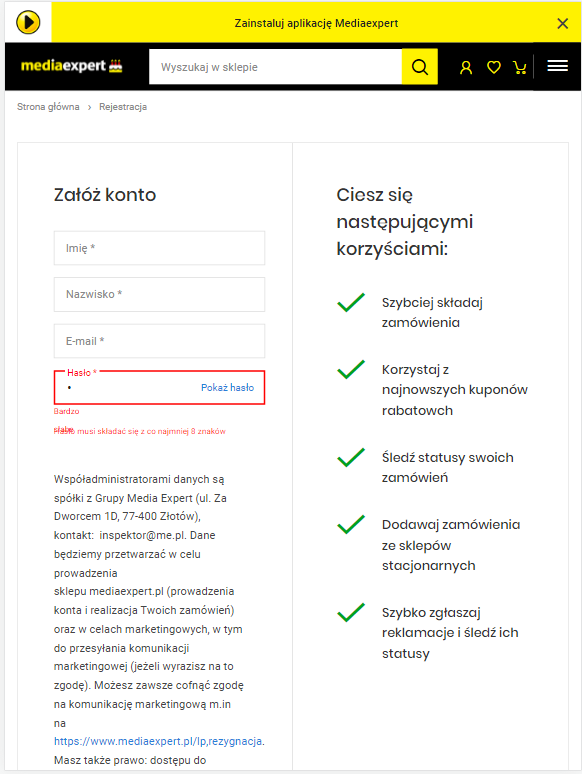 Zainstaluj aplikację Mediaexpert
mediaexpert
Wyszukaj w sklepie
Strona główna › Rejestracja
Załóż konto
Imię *
Nazwisko *
E-mail *
Hasło *
Pokaż hasło
Bardzo
słabe
Hasło musi składać się z co najmniej 8 znaków
Współadministratorami danych są
spółki z Grupy Media Expert (ul. Za
Dworcem 1D, 77-400 Złotów),
kontakt: inspektor@me.pl. Dane
będziemy przetwarzać w celu
prowadzenia
sklepu mediaexpert.pl (prowadzenia
konta i realizacja Twoich zamówień)
oraz w celach marketingowych, w tym
do przesyłania komunikacji
marketingowej (jeżeli wyrazisz na to
zgodę). Możesz zawsze cofnąć zgodę
na komunikację marketingową m.in
na
https://www.mediaexpert.pl/lp,rezygnacja.
Masz także prawo: dostępu do
Ciesz się
następującymi
korzyściami:
Szybciej składaj
zamówienia
Korzystaj z
najnowszych kuponów
rabatowch
Śledź statusy swoich
zamówień
Dodawaj zamówienia
ze sklepów
stacjonarnych
Szybko zgłaszaj
reklamacje i śledź ich
statusy